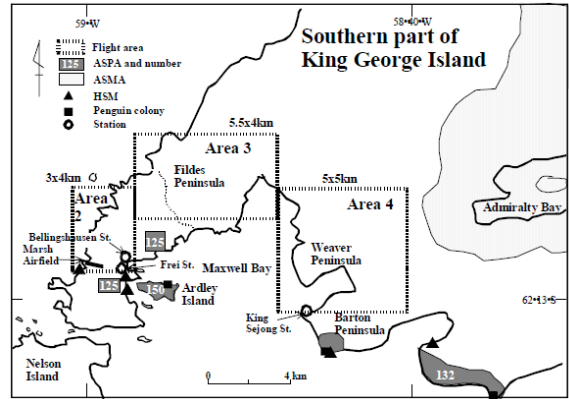 59°4'W
58°40'W
Southern part of
King George Island
Flight area
125 ASPA and number
ASMA
HSM
Penguin colony
Station
5.5x4km
Area 3
Fildes
Peninsula
3x4km
Area
2
5x5km
Area 4
Admiralty Bay
Bellingshausen St.
Marsh
Airfield
125
Frei St.
Maxwell Bay
Weaver
Peninsula
125
150
Ardley
Island
62°13'S
King
Sejong St.
Barton
Peninsula
Nelson
Island
0
4 km
132